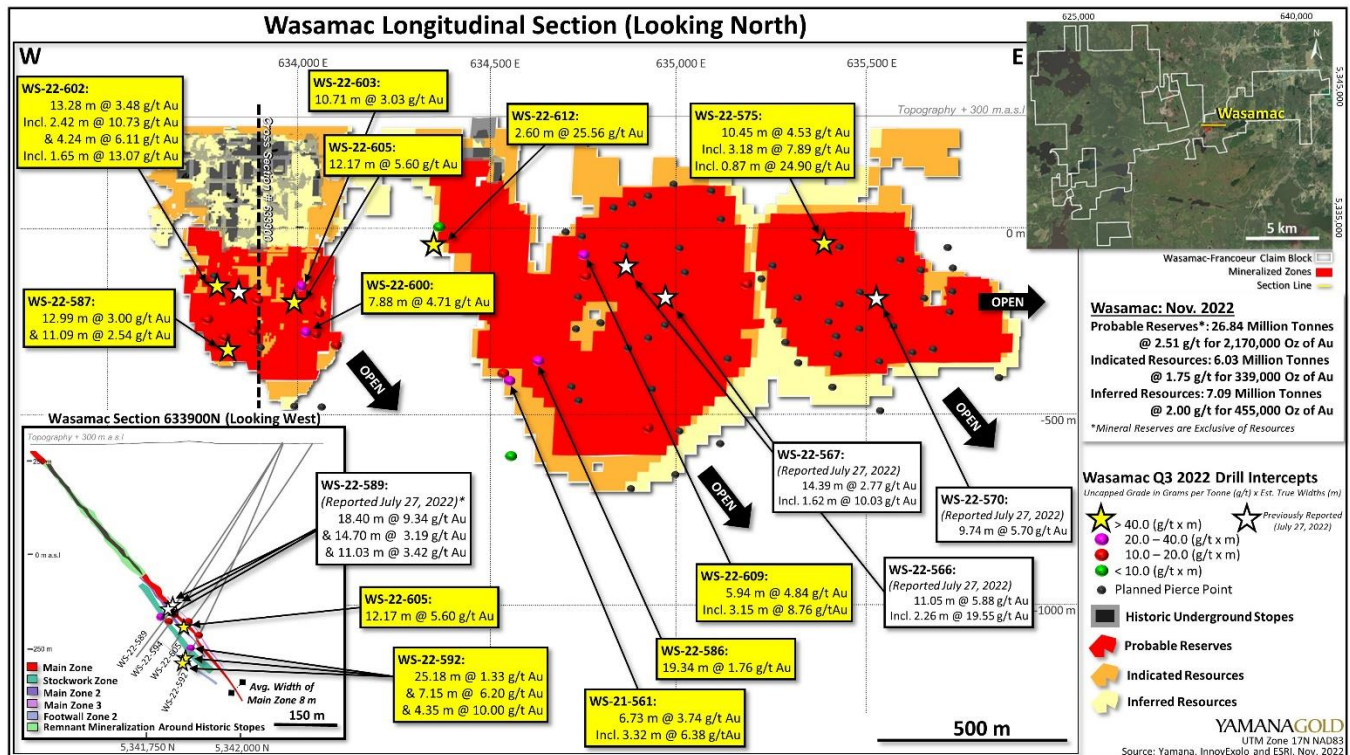 Wasamac Longitudinal Section (Looking North)
W
E
634,000 E
634,500 E
635,000 E
635,500 E
Topography + 300 m.a.s.l
WS-22-602:
13.28 m @ 3.48 g/t Au
Incl. 2.42 m @ 10.73 g/t Au
& 4.24 m @ 6.11 g/t Au
Incl. 1.65 m @ 13.07 g/t Au
WS-22-603:
10.71 m @ 3.03 g/t Au
WS-22-605:
12.17 m @ 5.60 g/t Au
WS-22-612:
2.60 m @ 25.56 g/t Au
WS-22-575:
10.45 m @ 4.53 g/t Au
Incl. 3.18 m @ 7.89 g/t Au
Incl. 0.87 m @ 24.90 g/t Au
Cross Section # 633900
0 m
WS-22-587:
12.99 m @ 3.00 g/t Au
& 11.09 m @ 2.54 g/t Au
WS-22-600:
7.88 m @ 4.71 g/t Au
OPEN
OPEN
OPEN
OPEN
-500 m
-1000 m
WS-22-567:
(Reported July 27, 2022)
14.39 m @ 2.77 g/t Au
Incl. 1.62 m @ 10.03 g/t Au
WS-22-570:
(Reported July 27, 2022)
9.74 m @ 5.70 g/t Au
WS-22-566:
(Reported July 27, 2022)
11.05 m @ 5.88 g/t Au
Incl. 2.26 m @ 19.55 g/t Au
WS-22-609:
5.94 m @ 4.84 g/t Au
Incl. 3.15 m @ 8.76 g/tAu
WS-22-586:
19.34 m @ 1.76 g/t Au
WS-21-561:
6.73 m @ 3.74 g/t Au
Incl. 3.32 m @ 6.38 g/tAu
500 m
Wasamac Section 633900N (Looking West)
Topography + 300 m a.s.l
250 m
0 m a.s.l
250 m
WS-22-589:
(Reported July 27, 2022)*
18.40 m @ 9.34 g/t Au
& 14.70 m @ 3.19 g/t Au
& 11.03 m @ 3.42 g/t Au
WS-22-605:
12.17 m @ 5.60 g/t Au
WS-22-592:
25.18 m @ 1.33 g/t Au
& 7.15 m @ 6.20 g/t Au
& 4.35 m @ 10.00 g/t Au
WS-22-589
WS-22-594
WS-22-605
WS-22-592
Main Zone
Stockwork Zone
Main Zone 2
Main Zone 3
Footwall Zone 2
Remnant Mineralization Around Historic Stopes
Avg. Width of
Main Zone 8 m
150 m
5,341,750 N
5,342,000 N
625,000
640,000
5,345,000
5,335,000
N
Wasamac
5 km
Wasamac-Francoeur Claim Block
Mineralized Zones
Section Line
Wasamac: Nov. 2022
Probable Reserves*: 26.84 Million Tonnes
@ 2.51 g/t for 2,170,000 Oz of Au
Indicated Resources: 6.03 Million Tonnes
@ 1.75 g/t for 339,000 Oz of Au
Inferred Resources: 7.09 Million Tonnes
@ 2.00 g/t for 455,000 Oz of Au
*Mineral Reserves are Exclusive of Resources
Wasamac Q3 2022 Drill Intercepts
Uncapped Grade in Grams per Tonne (g/t) x Est. True Widths (m)
> 40.0 (g/t x m)
Previously Reported
(July 27, 2022)
20.0 – 40.0 (g/t x m)
10.0 – 20.0 (g/t x m)
< 10.0 (g/t x m)
Planned Pierce Point
Historic Underground Stopes
Probable Reserves
Indicated Resources
Inferred Resources
YAMANAGOLD
UTM Zone 17N NAD83
Source: Yamana, InnovExplo and ESRI, Nov. 2022